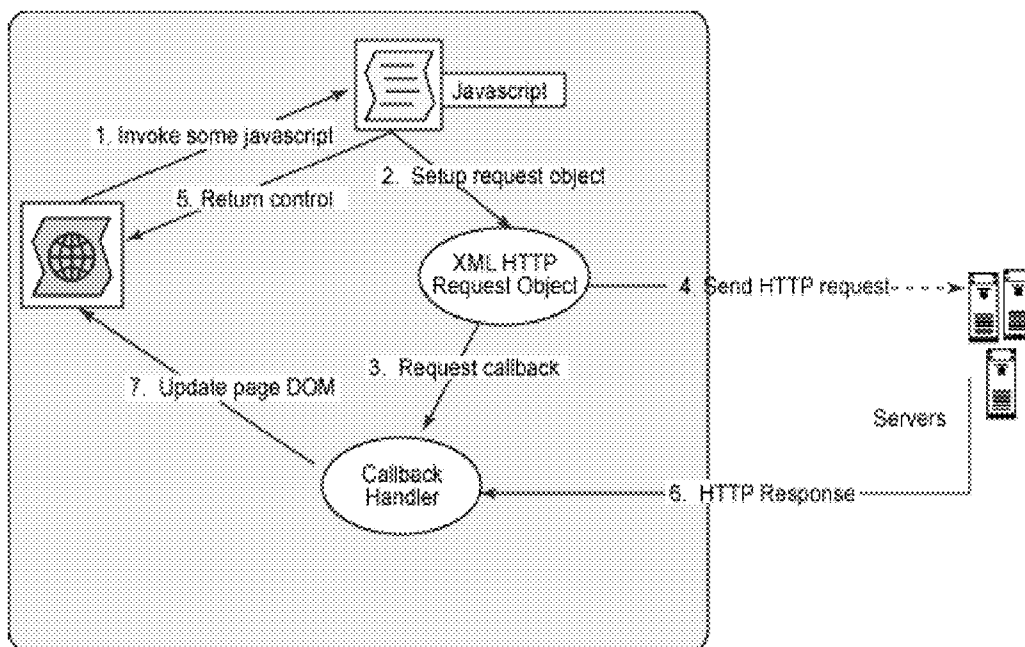 Javascript
1. Invoke some javascript
2. Setup request object
5. Return control
XML HTTP
Request Object
4. Send HTTP request
3. Request callback
7. Update page DOM
Servers
Callback
Handler
6. HTTP Response